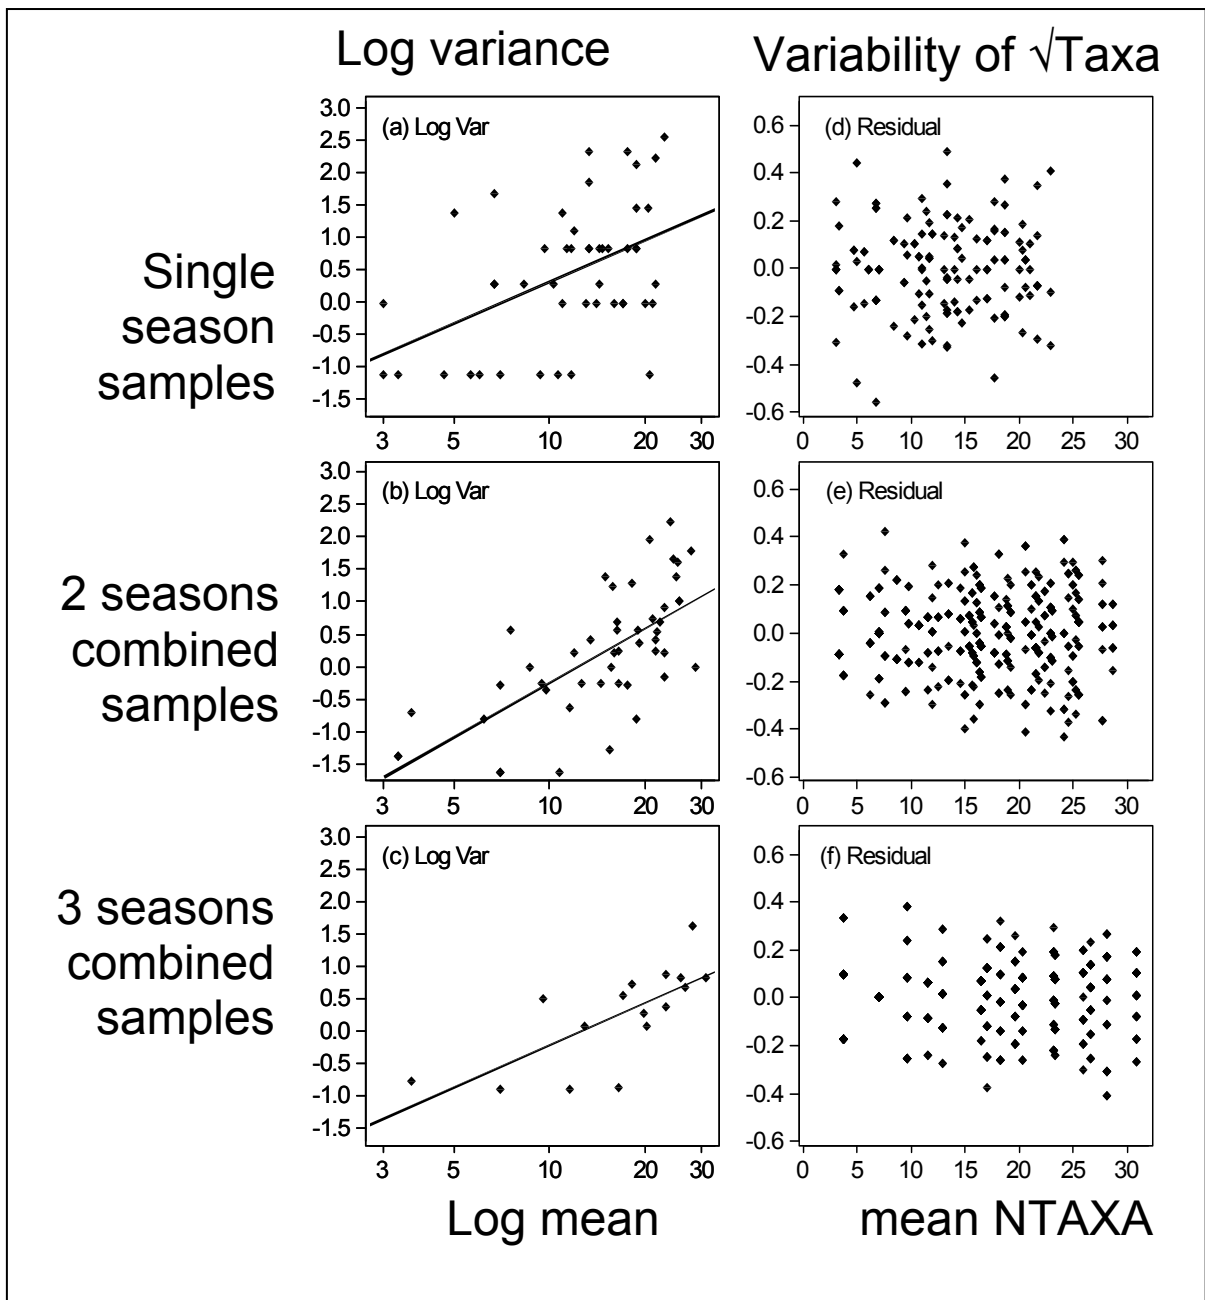 Log variance
Variability of √Taxa
Single
season
samples
(a) Log Var
3.0
2.5
2.0
1.5
1.0
0.5
0.0
-0.5
-1.0
-1.5
3 5 10 20 30
(d) Residual
0.6
0.4
0.2
0.0
-0.2
-0.4
-0.6
0 5 10 15 20 25 30
2 seasons
combined
samples
(b) Log Var
3.0
2.5
2.0
1.5
1.0
0.5
0.0
-0.5
-1.0
-1.5
3 5 10 20 30
(e) Residual
0.6
0.4
0.2
0.0
-0.2
-0.4
-0.6
0 5 10 15 20 25 30
3 seasons
combined
samples
(c) Log Var
3.0
2.5
2.0
1.5
1.0
0.5
0.0
-0.5
-1.0
-1.5
3 5 10 20 30
(f) Residual
0.6
0.4
0.2
0.0
-0.2
-0.4
-0.6
0 5 10 15 20 25 30
Log mean
mean NTAXA